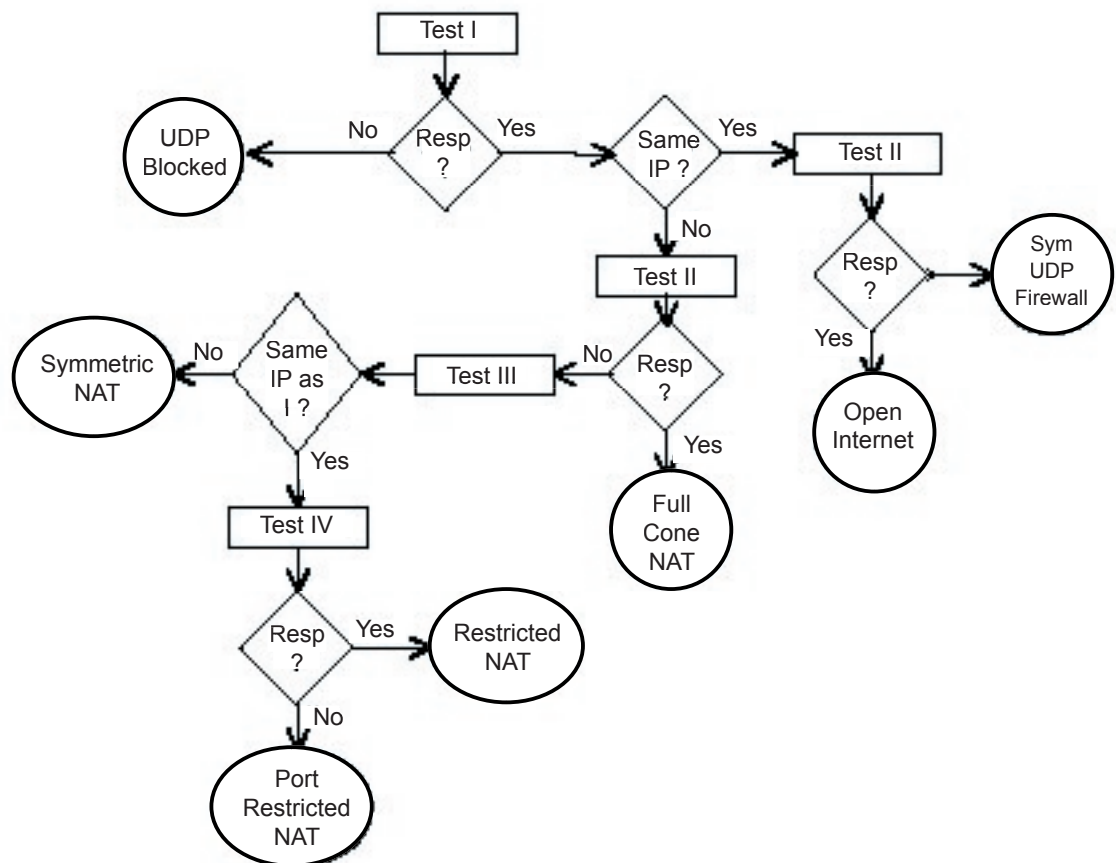 Test I
UDP
Blocked
No
Resp
?
Yes
Same
IP ?
Yes
Test II
No
Resp
?
Sym
UDP
Firewall
Yes
Open
Internet
Test II
Resp
?
No
Yes
Full
Cone
NAT
Test III
Same
IP as
I ?
No
Symmetric
NAT
Yes
Test IV
Resp
?
Yes
Restricted
NAT
No
Port
Restricted
NAT